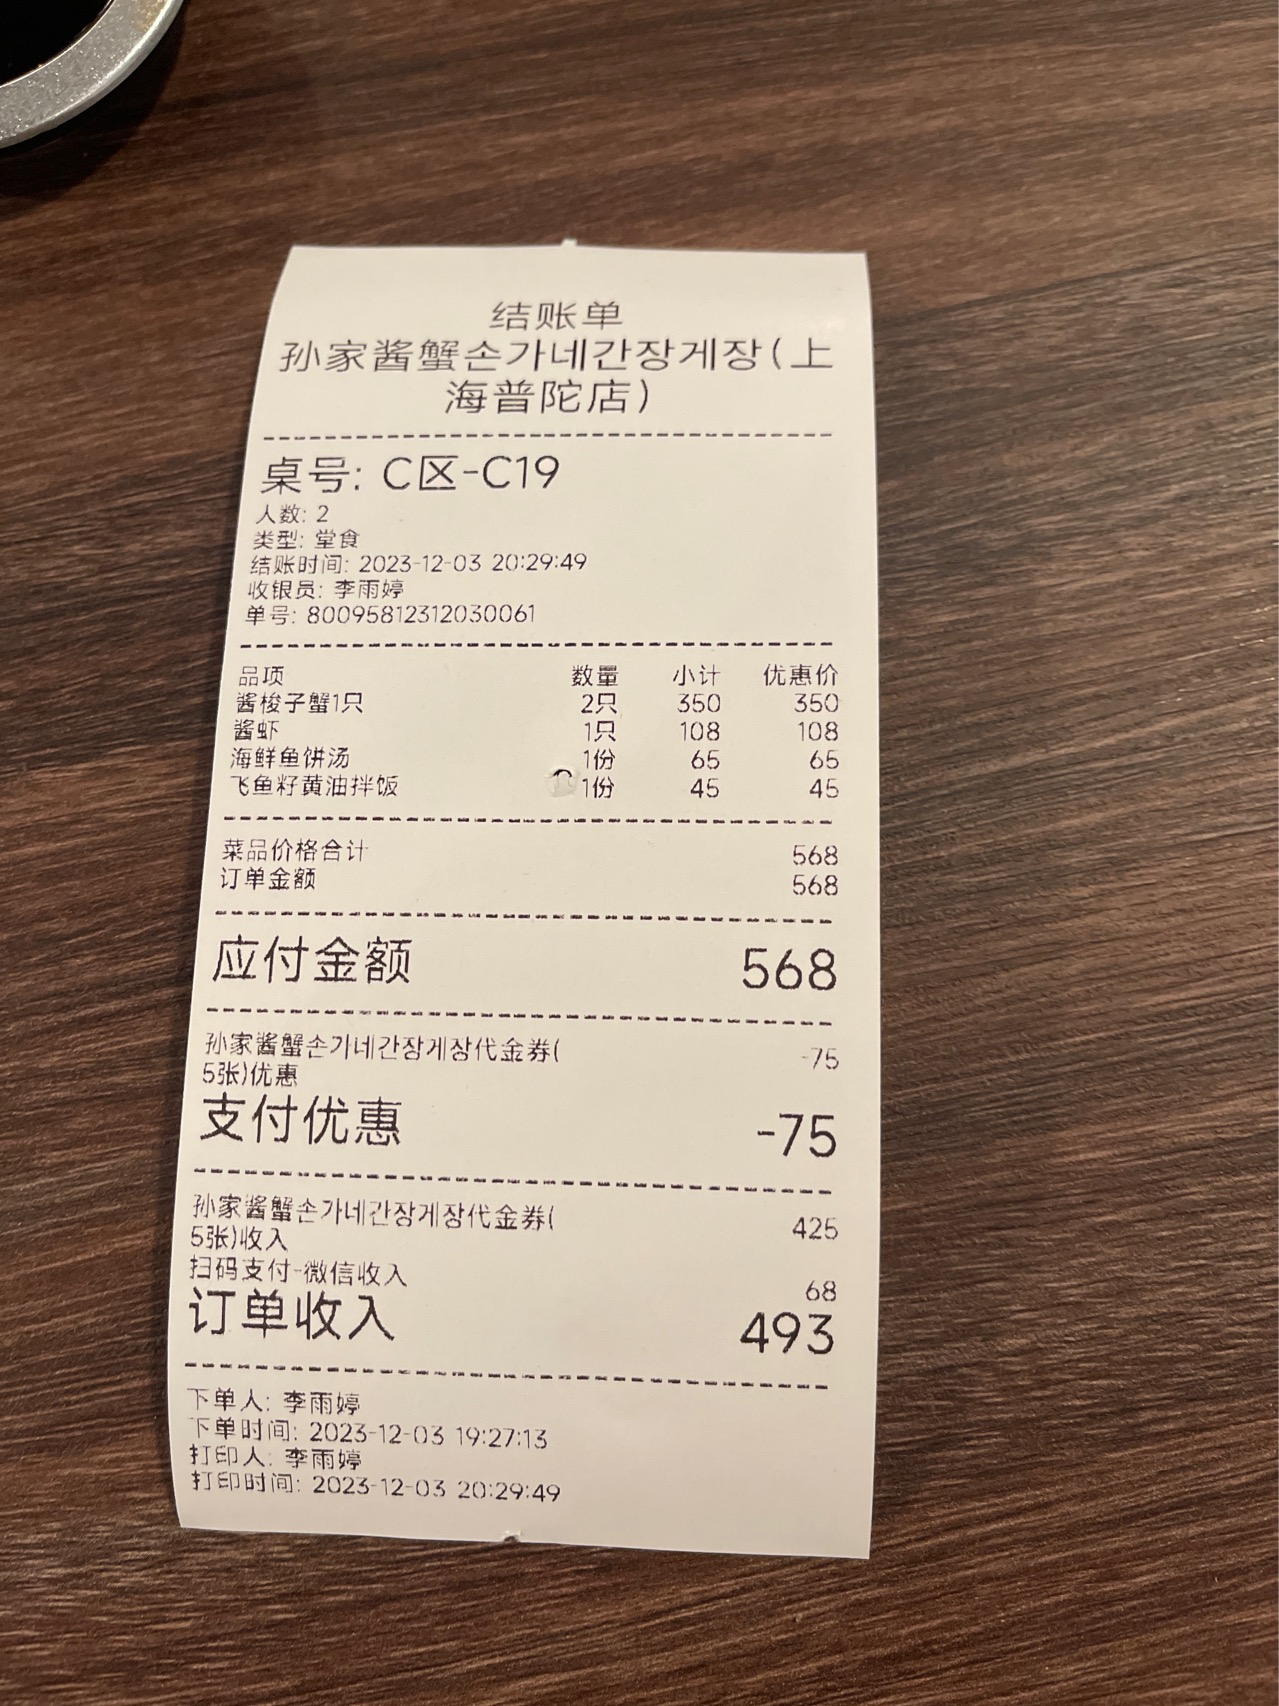 结账单
孙家酱蟹손가네간장게장(上
海普陀店)
桌号: C区-C19
人数: 2
类型: 堂食
结账时间: 2023-12-03 20:29:49
收银员: 李雨婷
单号: 80095812312030061
品项 数量 小计 优惠价
酱梭子蟹1只 2只 350 350
酱虾 1只 108 108
海鲜鱼饼汤 1份 65 65
飞鱼籽黄油拌饭 1份 45 45
菜品价格合计 568
订单金额 568
应付金额 568
孙家酱蟹손가네간장게장代金券( -75
5张)优惠
支付优惠 -75
孙家酱蟹손가네간장게장代金券( 425
5张)收入
扫码支付-微信收入 68
订单收入 493
下单人: 李雨婷
下单时间: 2023-12-03 19:27:13
打印人: 李雨婷
打印时间: 2023-12-03 20:29:49